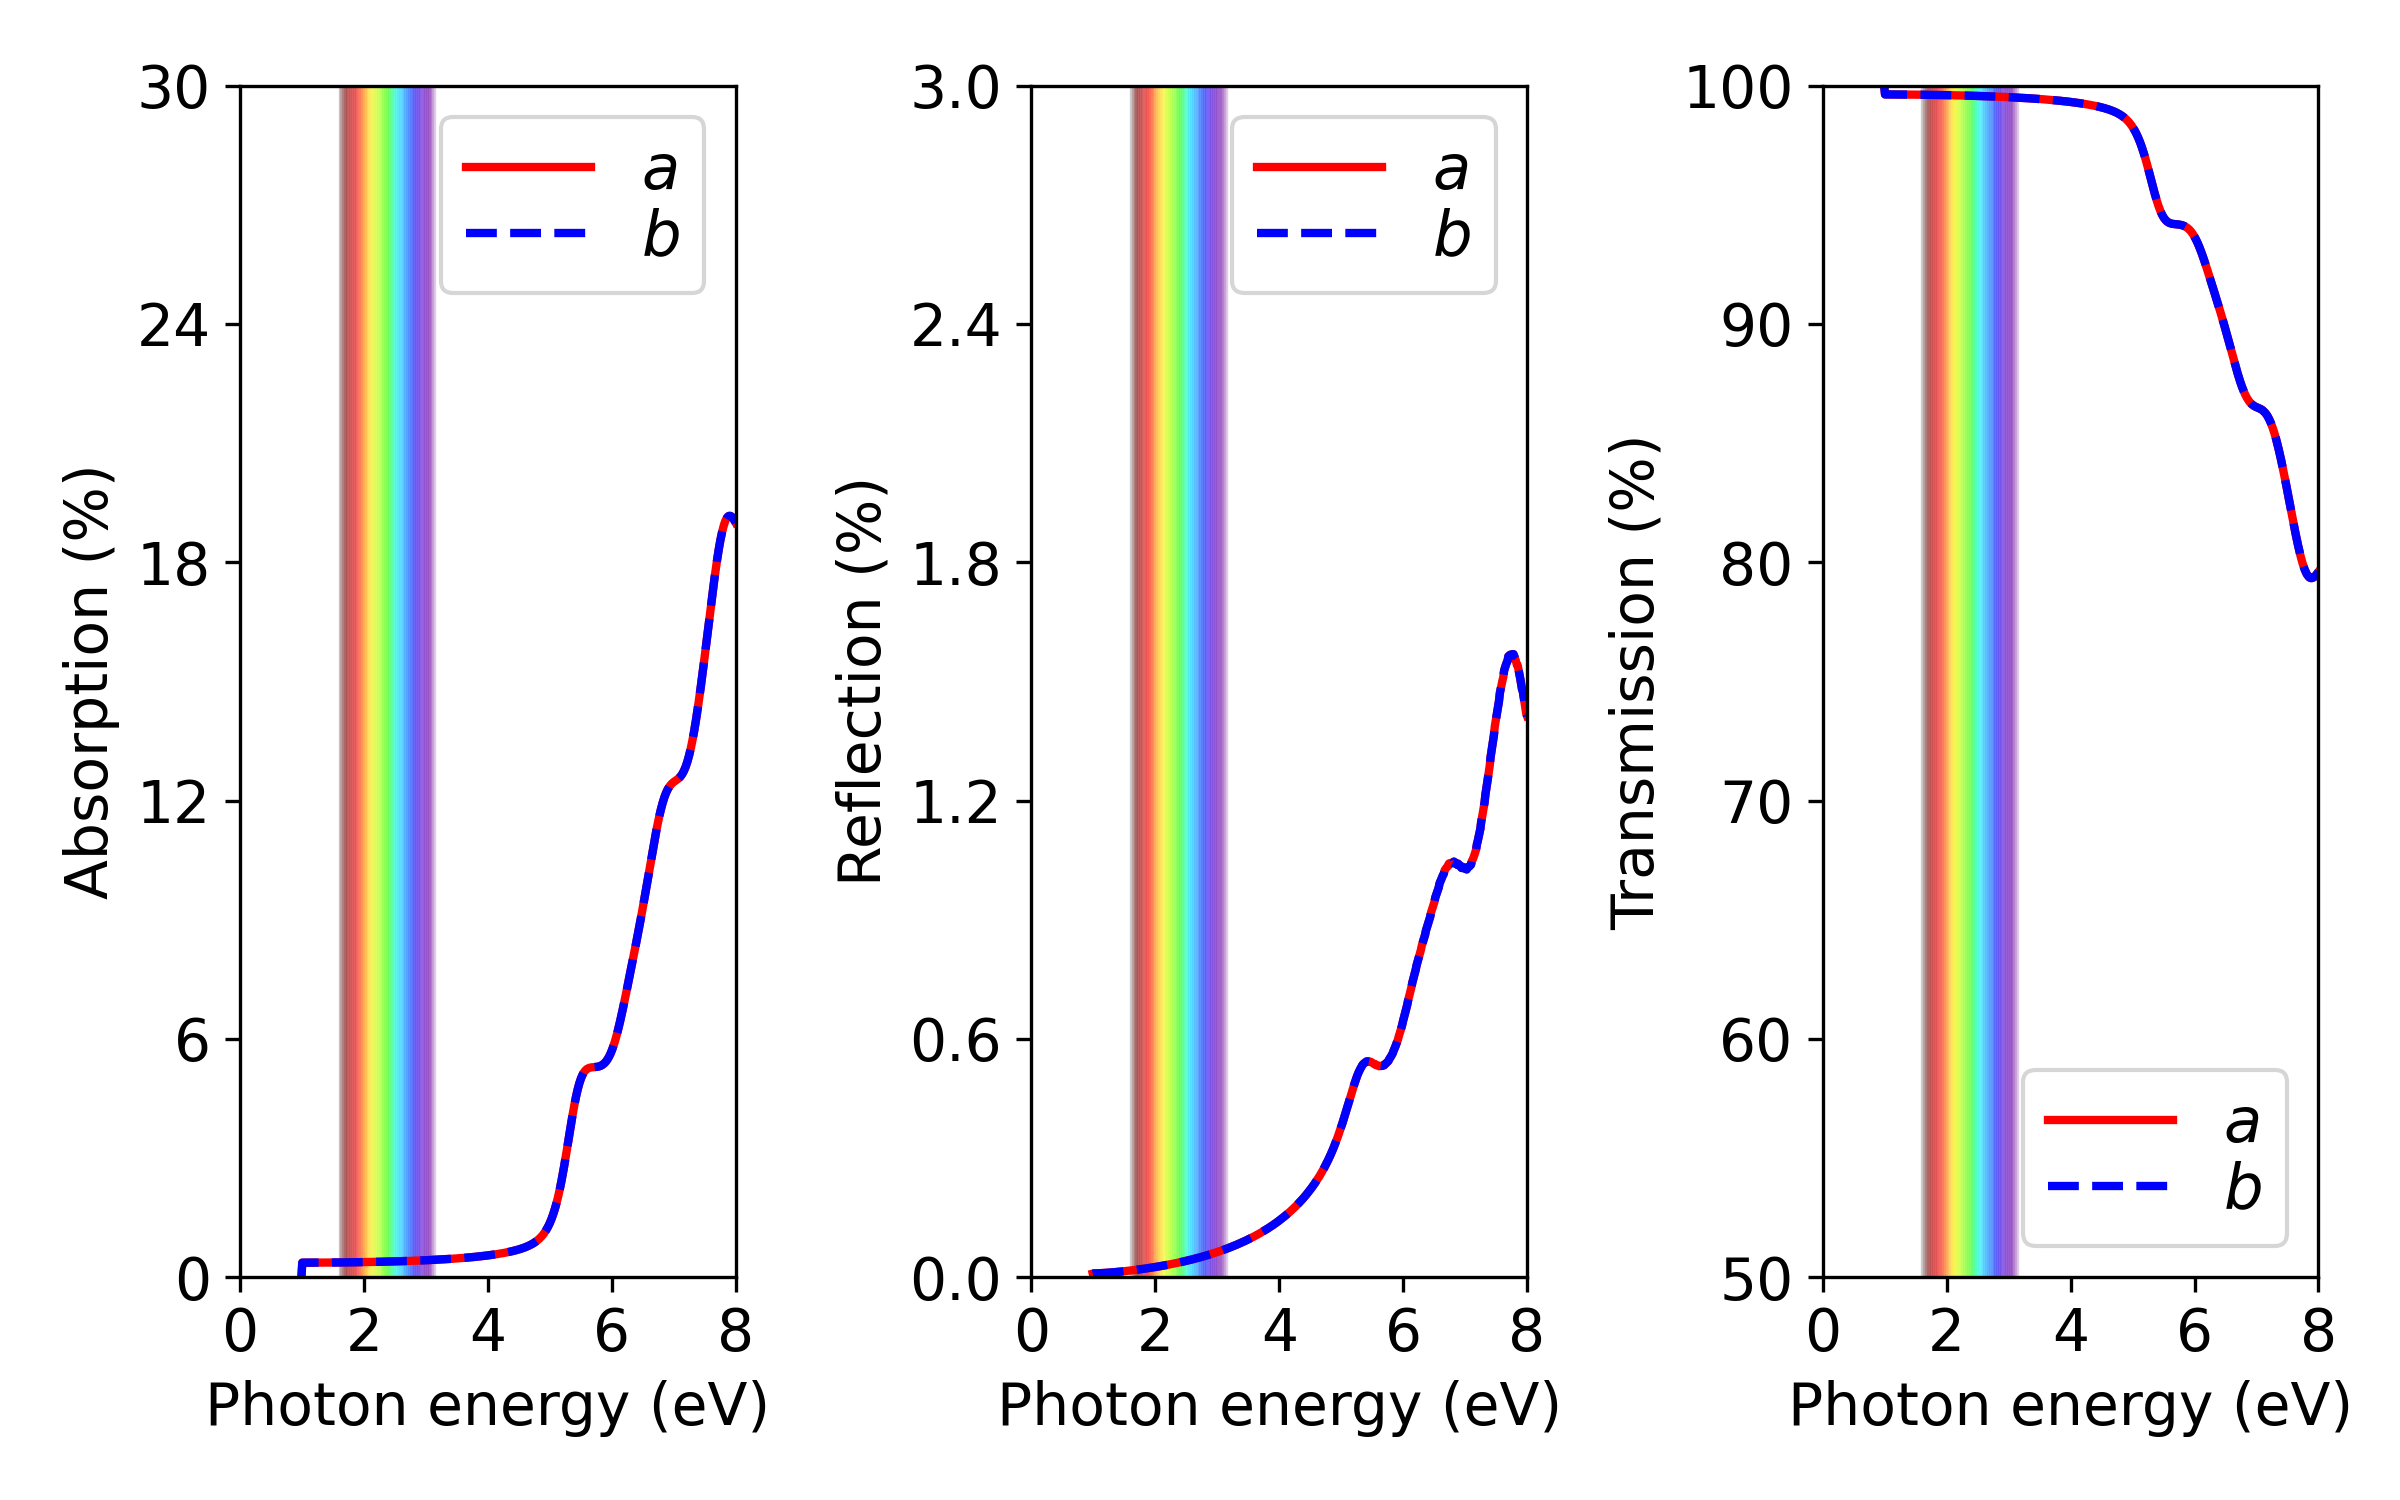 Absorption (%)
30
24
18
12
6
0
0 2 4 6 8
Photon energy (eV)
a
b
Reflection (%)
3.0
2.4
1.8
1.2
0.6
0.0
0 2 4 6 8
Photon energy (eV)
a
b
Transmission (%)
100
90
80
70
60
50
0 2 4 6 8
Photon energy (eV)
a
b